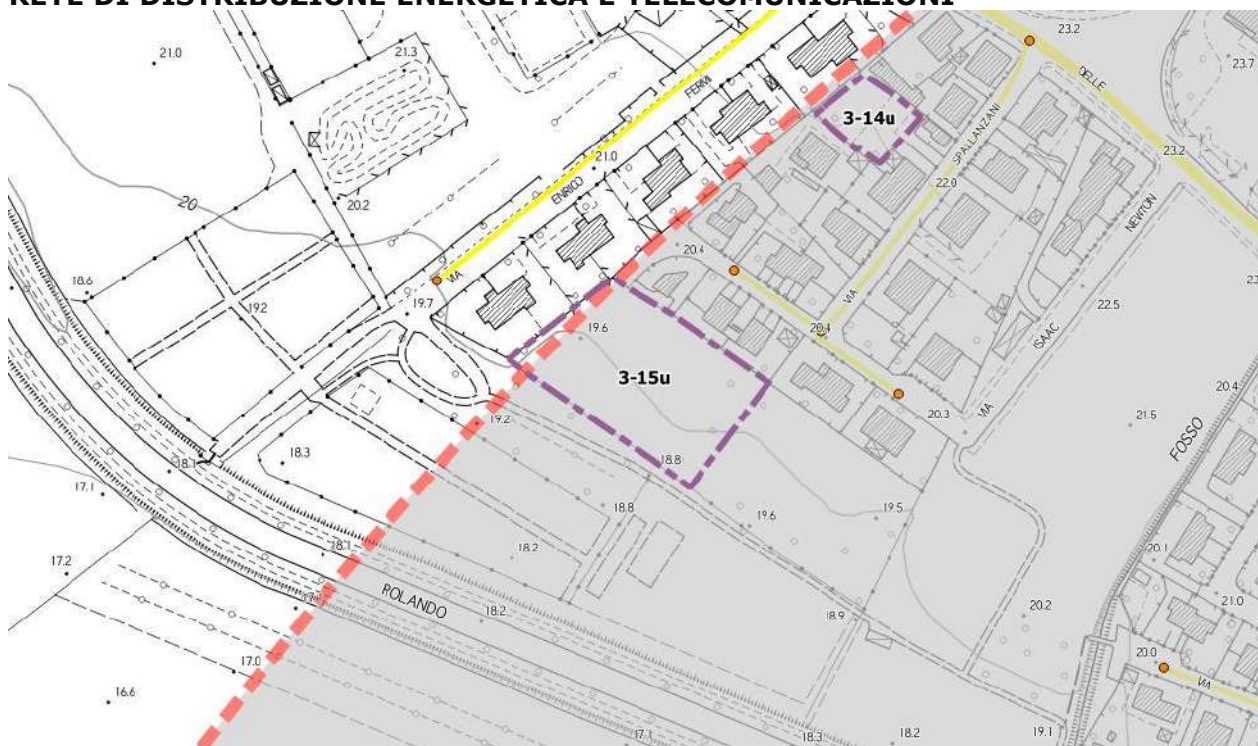 RETE DI DISTRIBUZIONE ENERGETICA E TELECOMUNICAZIONI
23.2
21.0
21.3
23.7
DELLE
FERMI
3-14u
SPALLANZANI
21.0
23.2
ENRICO
22.0
20.2
20
NEWTON
20.4
VIA
18.6
22.5
19.7
VIA
19.2
19.6
20.4
ISAAC
3-15u
20.4
20.3
VIA
19.2
21.5
FOSSO
18.8
18.1
18.3
17.1
18.8
19.6
19.5
18.1
18.2
20.1
17.2
ROLANDO
18.2
18.9
20.2
21.0
20.0
17.0
VIA
16.6
17.1
18.3
18.2
19.1